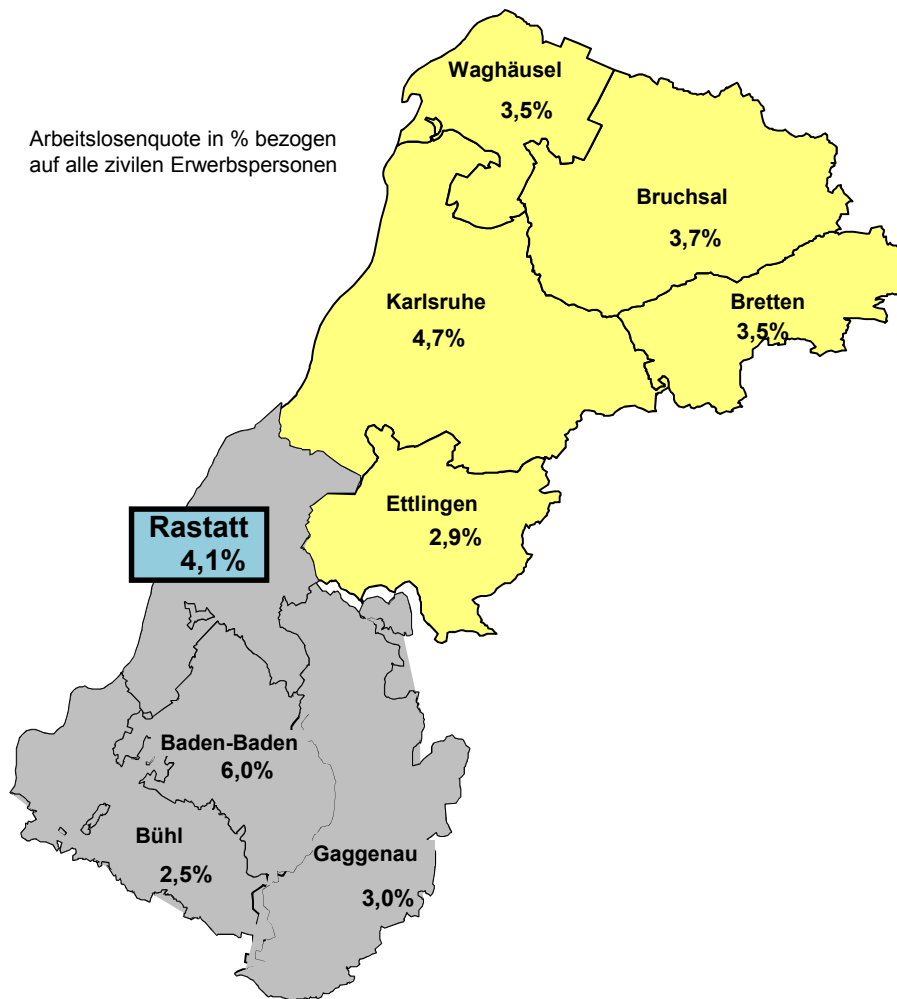 Waghäusel
3,5%
Arbeitslosenquote in % bezogen
auf alle zivilen Erwerbspersonen
Bruchsal
3,7%
Karlsruhe
4,7%
Bretten
3,5%
Ettlingen
2,9%
Rastatt
4,1%
Baden-Baden
6,0%
Bühl
2,5%
Gaggenau
3,0%